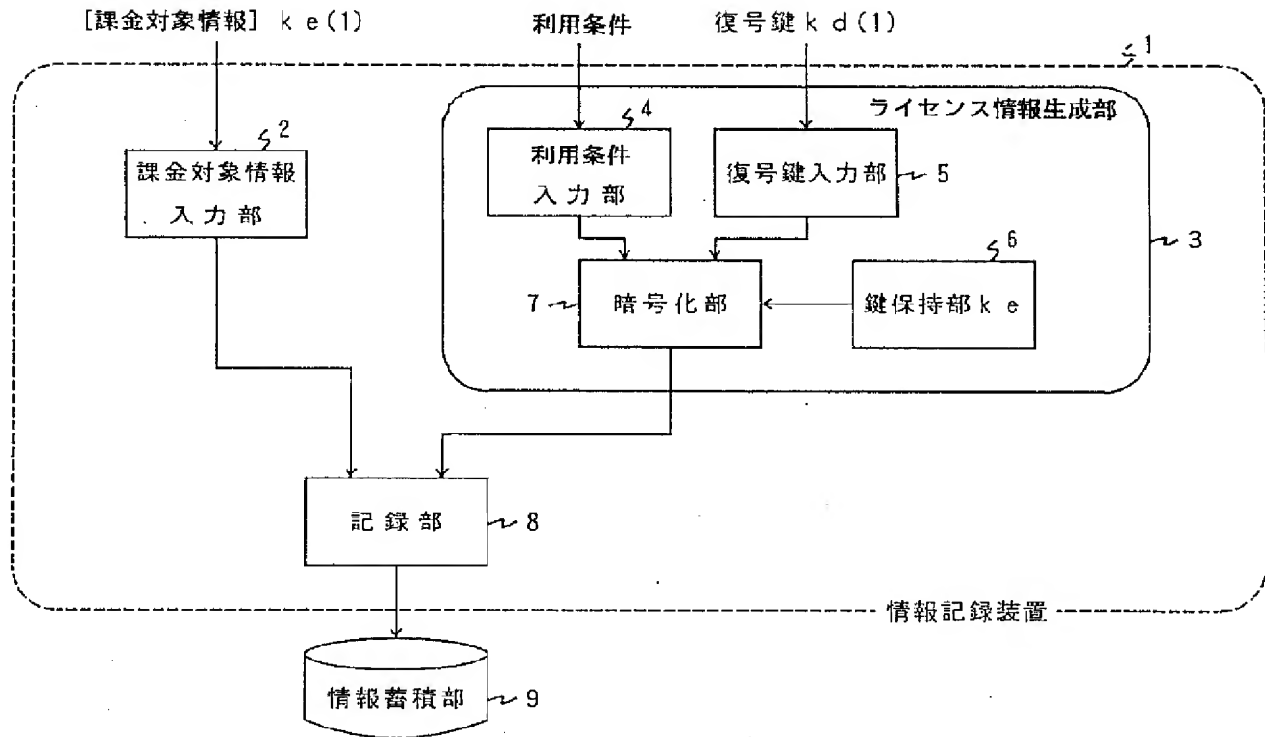 [課金対象情報] ke(1) 利用条件 復号鍵kd(1)
1
ライセンス情報生成部
2
課金対象情報
入力部
4
利用条件
入力部
復号鍵入力部 5
3
6
7 暗号化部 鍵保持部ke
記録部 8
情報記録装置
情報蓄積部 9